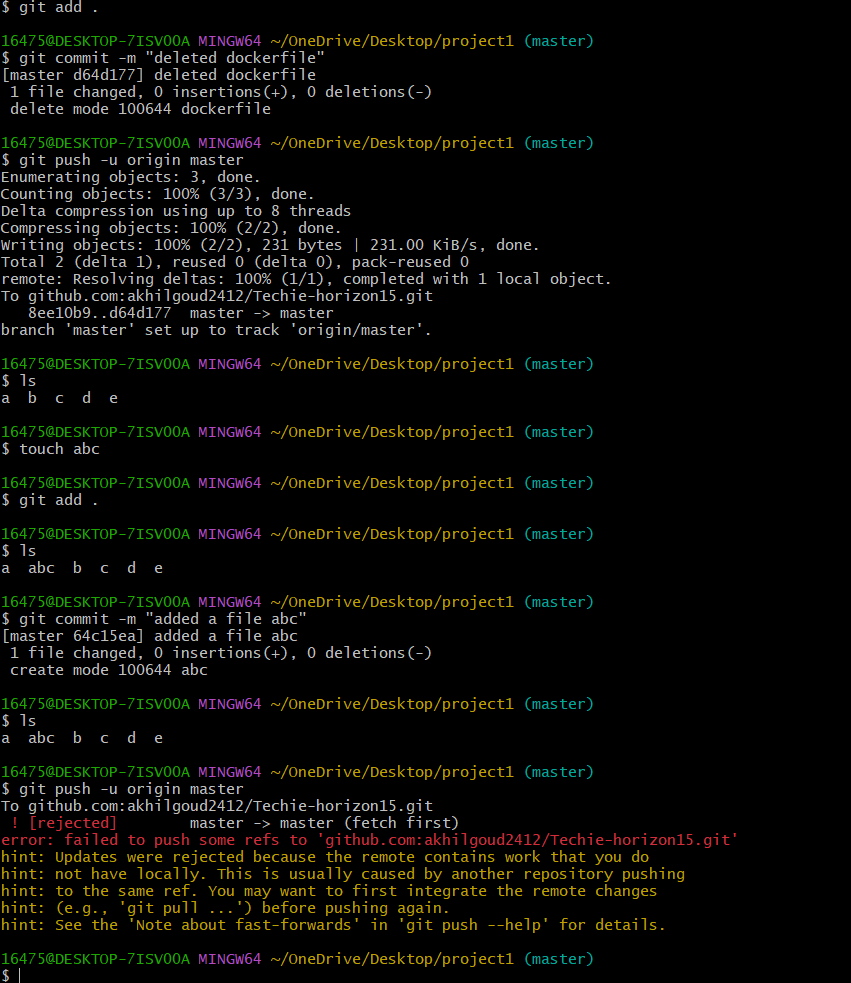 $ git add .
16475@DESKTOP-7ISVO0A MINGW64 ~/OneDrive/Desktop/project1 (master)
$ git commit -m "deleted dockerfile"
[master d64d177] deleted dockerfile
 1 file changed, 0 insertions(+), 0 deletions(-)
 delete mode 100644 dockerfile
16475@DESKTOP-7ISVO0A MINGW64 ~/OneDrive/Desktop/project1 (master)
$ git push -u origin master
Enumerating objects: 3, done.
Counting objects: 100% (3/3), done.
Delta compression using up to 8 threads
Compressing objects: 100% (2/2), done.
Writing objects: 100% (2/2), 231 bytes | 231.00 KiB/s, done.
Total 2 (delta 1), reused 0 (delta 0), pack-reused 0
remote: Resolving deltas: 100% (1/1), completed with 1 local object.
To github.com:akhilgoud2412/Techie-horizon15.git
   8ee10b9..d64d177  master -> master
branch 'master' set up to track 'origin/master'.
16475@DESKTOP-7ISVO0A MINGW64 ~/OneDrive/Desktop/project1 (master)
$ ls
a  b  c  d  e
16475@DESKTOP-7ISVO0A MINGW64 ~/OneDrive/Desktop/project1 (master)
$ touch abc
16475@DESKTOP-7ISVO0A MINGW64 ~/OneDrive/Desktop/project1 (master)
$ git add .
16475@DESKTOP-7ISVO0A MINGW64 ~/OneDrive/Desktop/project1 (master)
$ ls
a  abc  b  c  d  e
16475@DESKTOP-7ISVO0A MINGW64 ~/OneDrive/Desktop/project1 (master)
$ git commit -m "added a file abc"
[master 64c15ea] added a file abc
 1 file changed, 0 insertions(+), 0 deletions(-)
 create mode 100644 abc
16475@DESKTOP-7ISVO0A MINGW64 ~/OneDrive/Desktop/project1 (master)
$ ls
a  abc  b  c  d  e
16475@DESKTOP-7ISVO0A MINGW64 ~/OneDrive/Desktop/project1 (master)
$ git push -u origin master
To github.com:akhilgoud2412/Techie-horizon15.git
 ! [rejected]        master -> master (fetch first)
error: failed to push some refs to 'github.com:akhilgoud2412/Techie-horizon15.git'
hint: Updates were rejected because the remote contains work that you do
hint: not have locally. This is usually caused by another repository pushing
hint: to the same ref. You may want to first integrate the remote changes
hint: (e.g., 'git pull ...') before pushing again.
hint: See the 'Note about fast-forwards' in 'git push --help' for details.
16475@DESKTOP-7ISVO0A MINGW64 ~/OneDrive/Desktop/project1 (master)
$